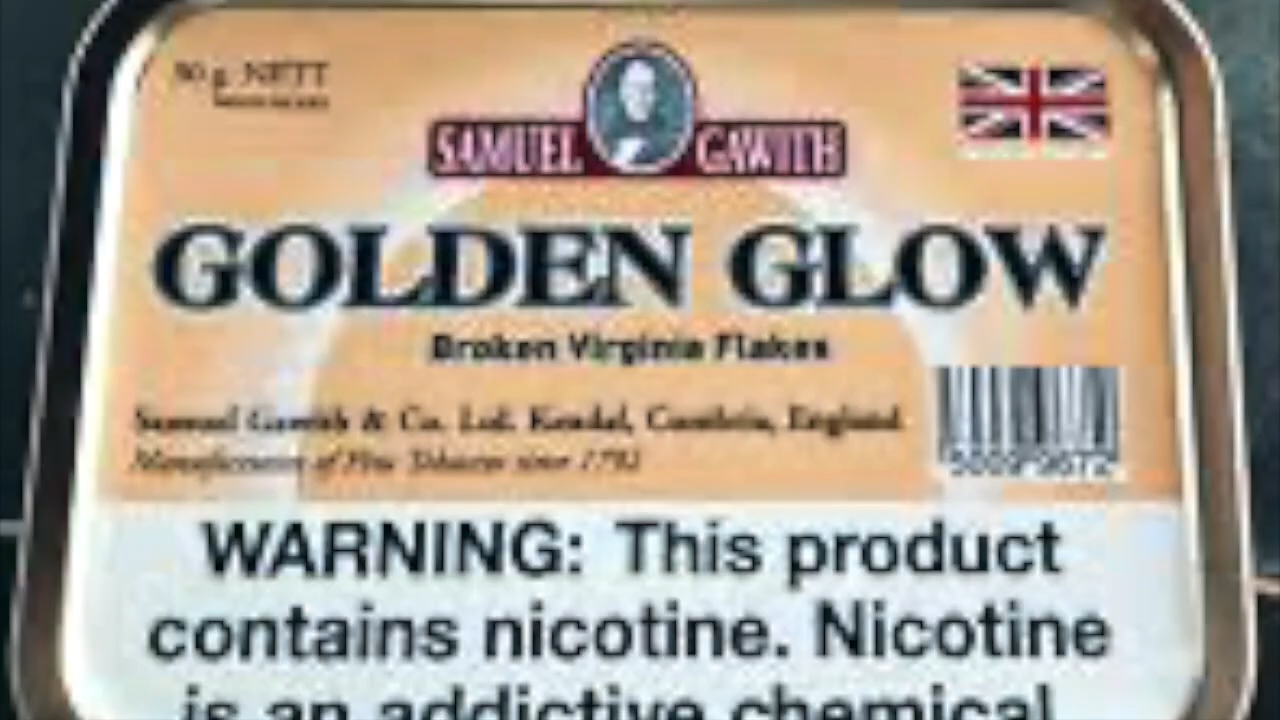 50 g. NETT
SAMUEL GAWITH
GOLDEN GLOW
Broken Virginia Flakes
Samuel Gawith & Co. Ltd. Kendal, Cumbria, England.
Manufacturers of Fine Tobaccos since 1792
WARNING: This product
contains nicotine. Nicotine
is an addictive chemical.